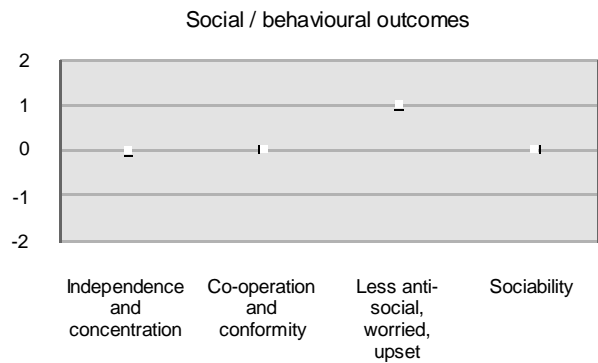 Social / behavioural outcomes
2
1
0
-1
-2
Independence
and
concentration
Co-operation
and
conformity
Less anti-
social,
worried,
upset
Sociability